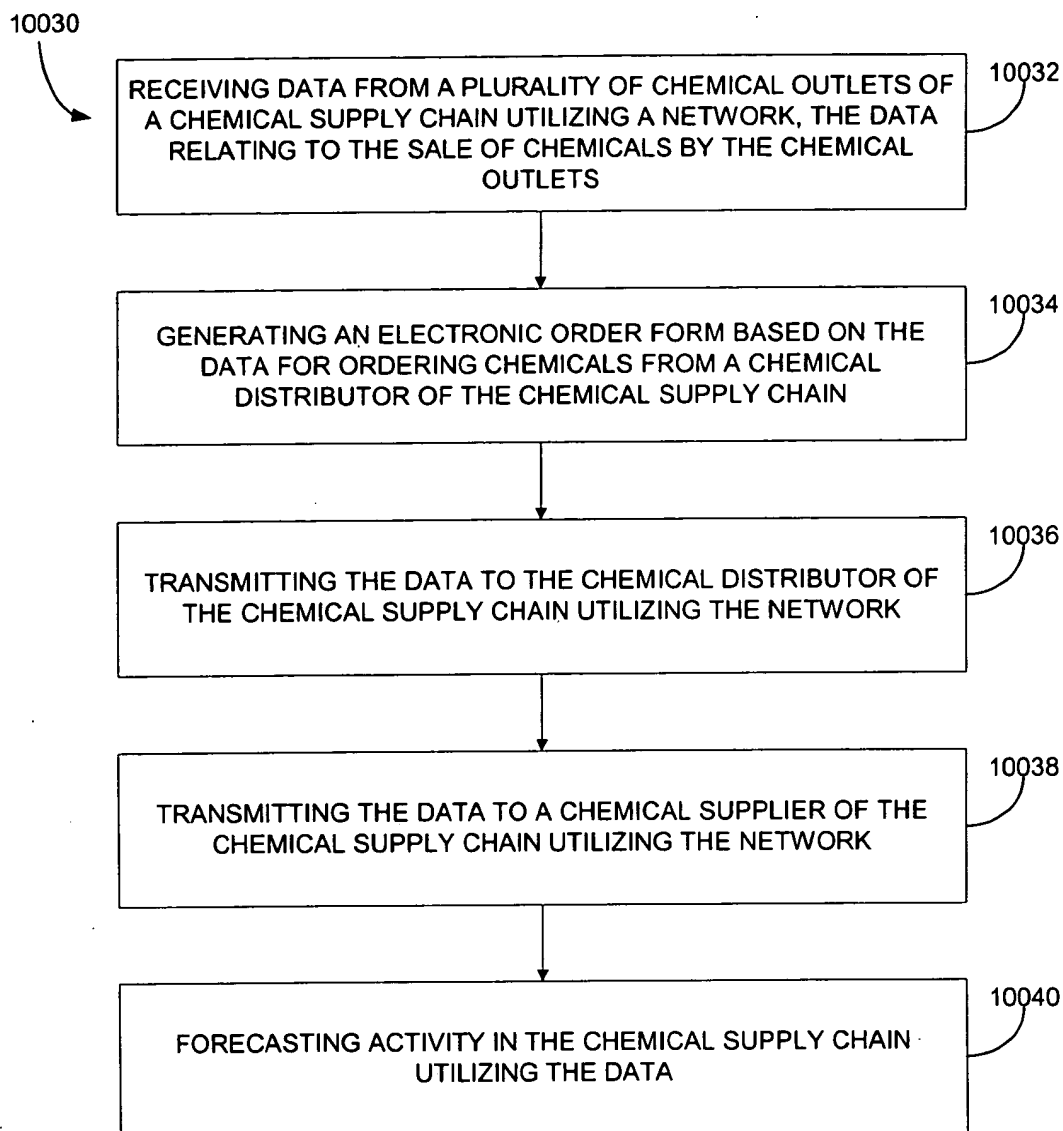 10030
10032
RECEIVING DATA FROM A PLURALITY OF CHEMICAL OUTLETS OF
A CHEMICAL SUPPLY CHAIN UTILIZING A NETWORK, THE DATA
RELATING TO THE SALE OF CHEMICALS BY THE CHEMICAL
OUTLETS
10034
GENERATING AN ELECTRONIC ORDER FORM BASED ON THE
DATA FOR ORDERING CHEMICALS FROM A CHEMICAL
DISTRIBUTOR OF THE CHEMICAL SUPPLY CHAIN
10036
TRANSMITTING THE DATA TO THE CHEMICAL DISTRIBUTOR OF
THE CHEMICAL SUPPLY CHAIN UTILIZING THE NETWORK
10038
TRANSMITTING THE DATA TO A CHEMICAL SUPPLIER OF THE
CHEMICAL SUPPLY CHAIN UTILIZING THE NETWORK
10040
FORECASTING ACTIVITY IN THE CHEMICAL SUPPLY CHAIN
UTILIZING THE DATA